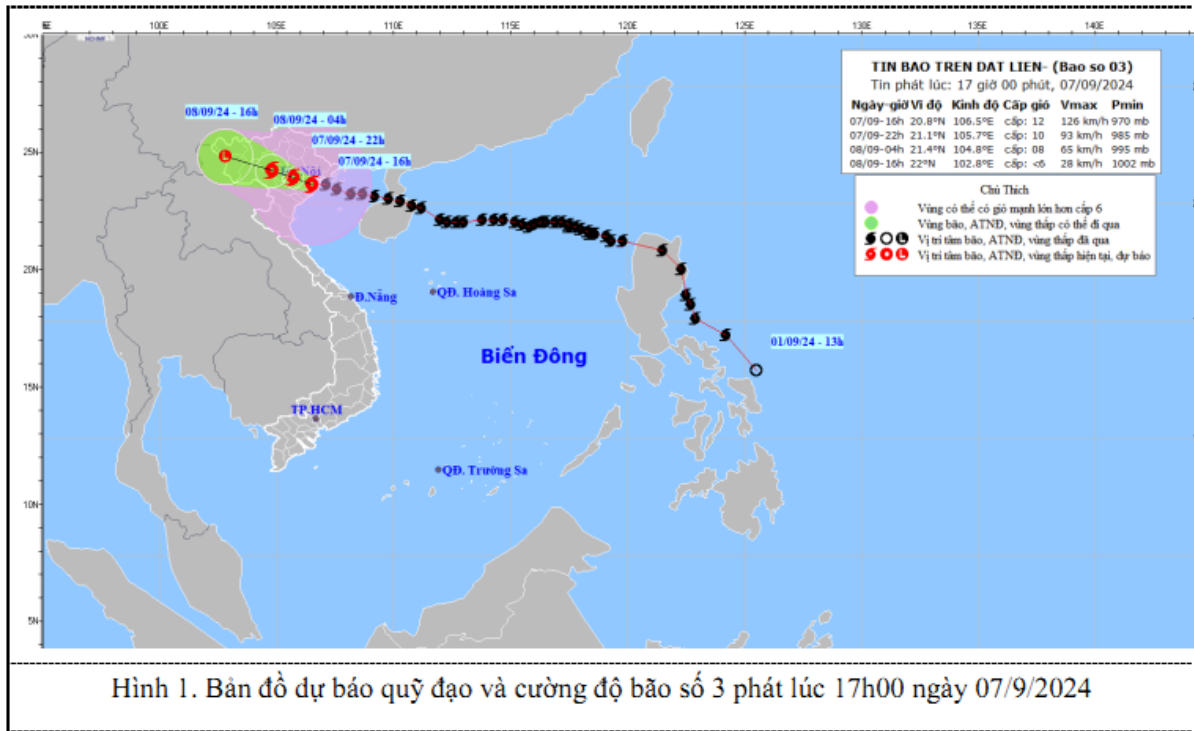 100E 105E 110E 115E 120E 125E 130E 135E 140E
TIN BAO TREN DAT LIEN- (Bao so 03)
Tin phát lúc: 17 giờ 00 phút, 07/09/2024
Ngày-giờ Vĩ độ Kinh độ Cấp gió Vmax Pmin
07/09-16h 20.8°N 106.5°E cấp: 12 126 km/h 970 mb
07/09-22h 21.1°N 105.7°E cấp: 10 93 km/h 985 mb
08/09-04h 21.4°N 104.8°E cấp: 08 65 km/h 995 mb
08/09-16h 22°N 102.8°E cấp: <6 28 km/h 1002 mb
Chú Thích
Vùng có thể có gió mạnh lớn hơn cấp 6
Vùng bão, ATNĐ, vùng thấp có thể đi qua
Vị trí tâm bão, ATNĐ, vùng thấp đã qua
Vị trí tâm bão, ATNĐ, vùng thấp hiện tại, dự báo
08/09/24 - 16h
08/09/24 - 04h
07/09/24 - 22h
07/09/24 - 16h
25N
20N
15N
10N
5N
Đ.Nẵng
QĐ. Hoàng Sa
01/09/24 - 13h
Biển Đông
TP.HCM
QĐ. Trường Sa
Hình 1. Bản đồ dự báo quỹ đạo và cường độ bão số 3 phát lúc 17h00 ngày 07/9/2024